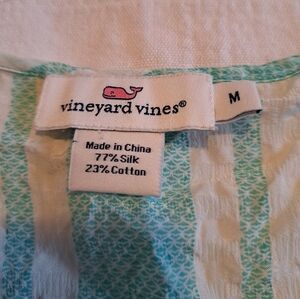 vineyard vines®
M
Made in China
77% Silk
23% Cotton